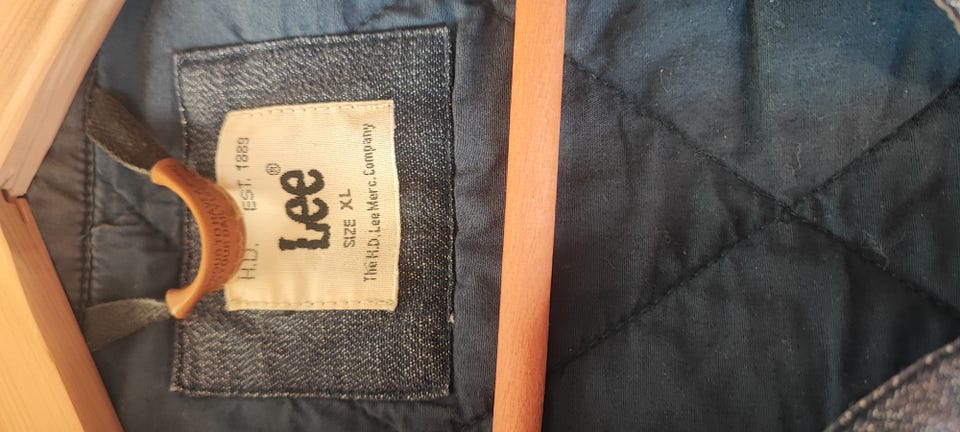 H.D. EST. 1889
Lee ®
SIZE XL
The H.D. Lee Merc. Company